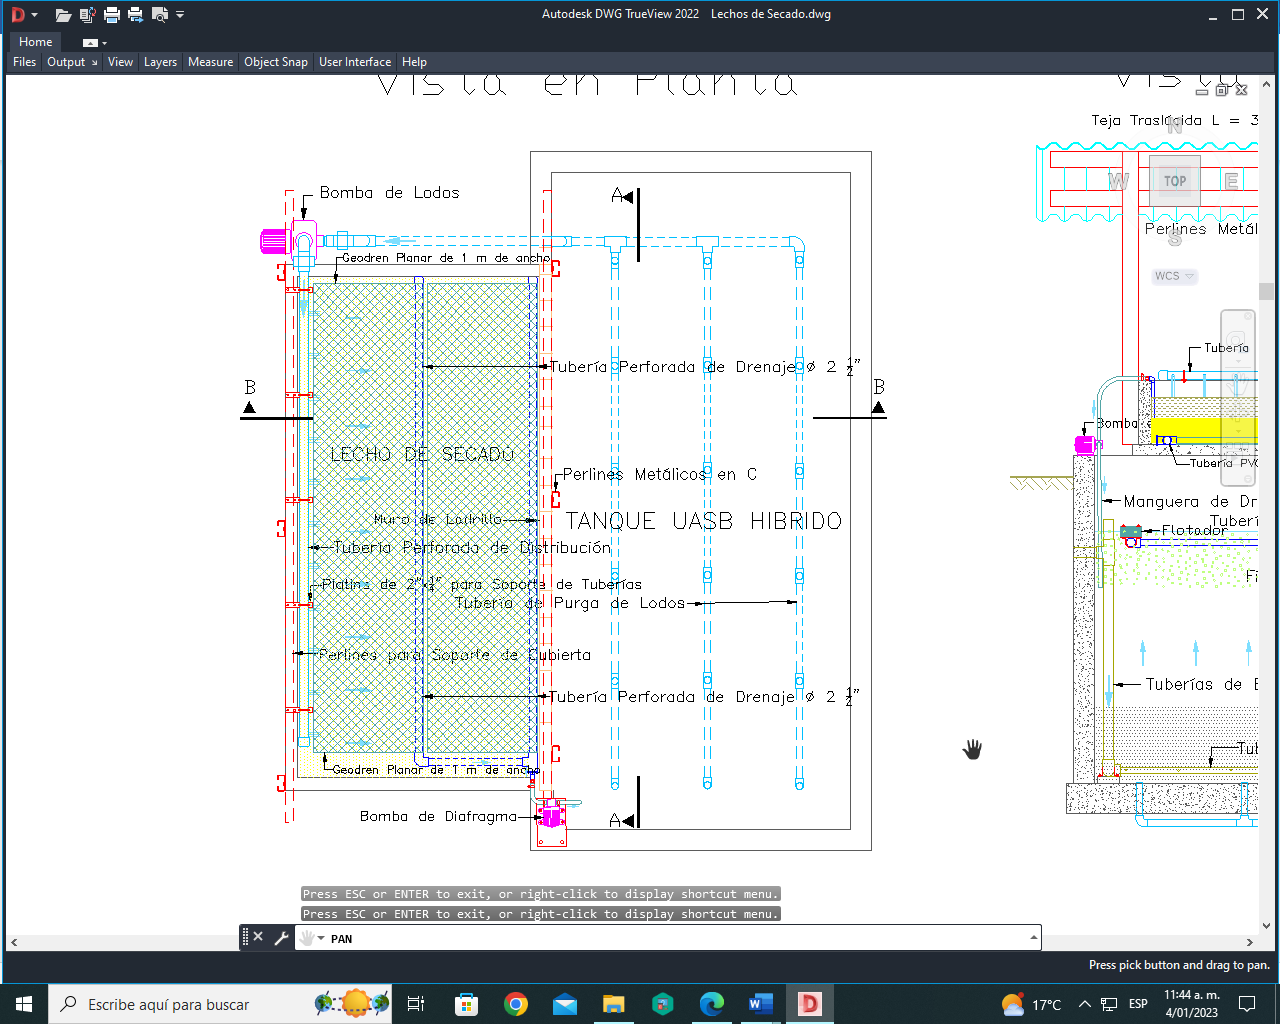 Autodesk DWG TrueView 2022 Lechos de Secado.dwg
Home
Files Output View Layers Measure Object Snap User Interface Help
Vista en Planta
Teja Traslúcida L = 3
N
W TOP E
S
WCS
A
Bomba de Lodos
Geodren Planar de 1 m de ancho
Perlines Metál
Tubería Perforada de Drenaje ø 2 ½"
Tubería
B
B
Bomba
LECHO DE SECADO
Perlines Metálicos en C
Tubería PVC
Manguera de Dr
Muro de Ladrillo
TANQUE UASB HIBRIDO
Tuberí
Flotador
Tubería Perforada de Distribución
Platina de 2"x¼" para Soporte de Tuberías
Tubería de Purga de Lodos
Perlines para Soporte de Cubierta
Tubería Perforada de Drenaje ø 2 ½"
Tuberías de E
Geodren Planar de 1 m de ancho
Bomba de Diafragma
A
Press ESC or ENTER to exit, or right-click to display shortcut menu.
Press ESC or ENTER to exit, or right-click to display shortcut menu.
PAN
Press pick button and drag to pan.
Escribe aquí para buscar
17°C
ESP
11:44 a. m.
4/01/2023